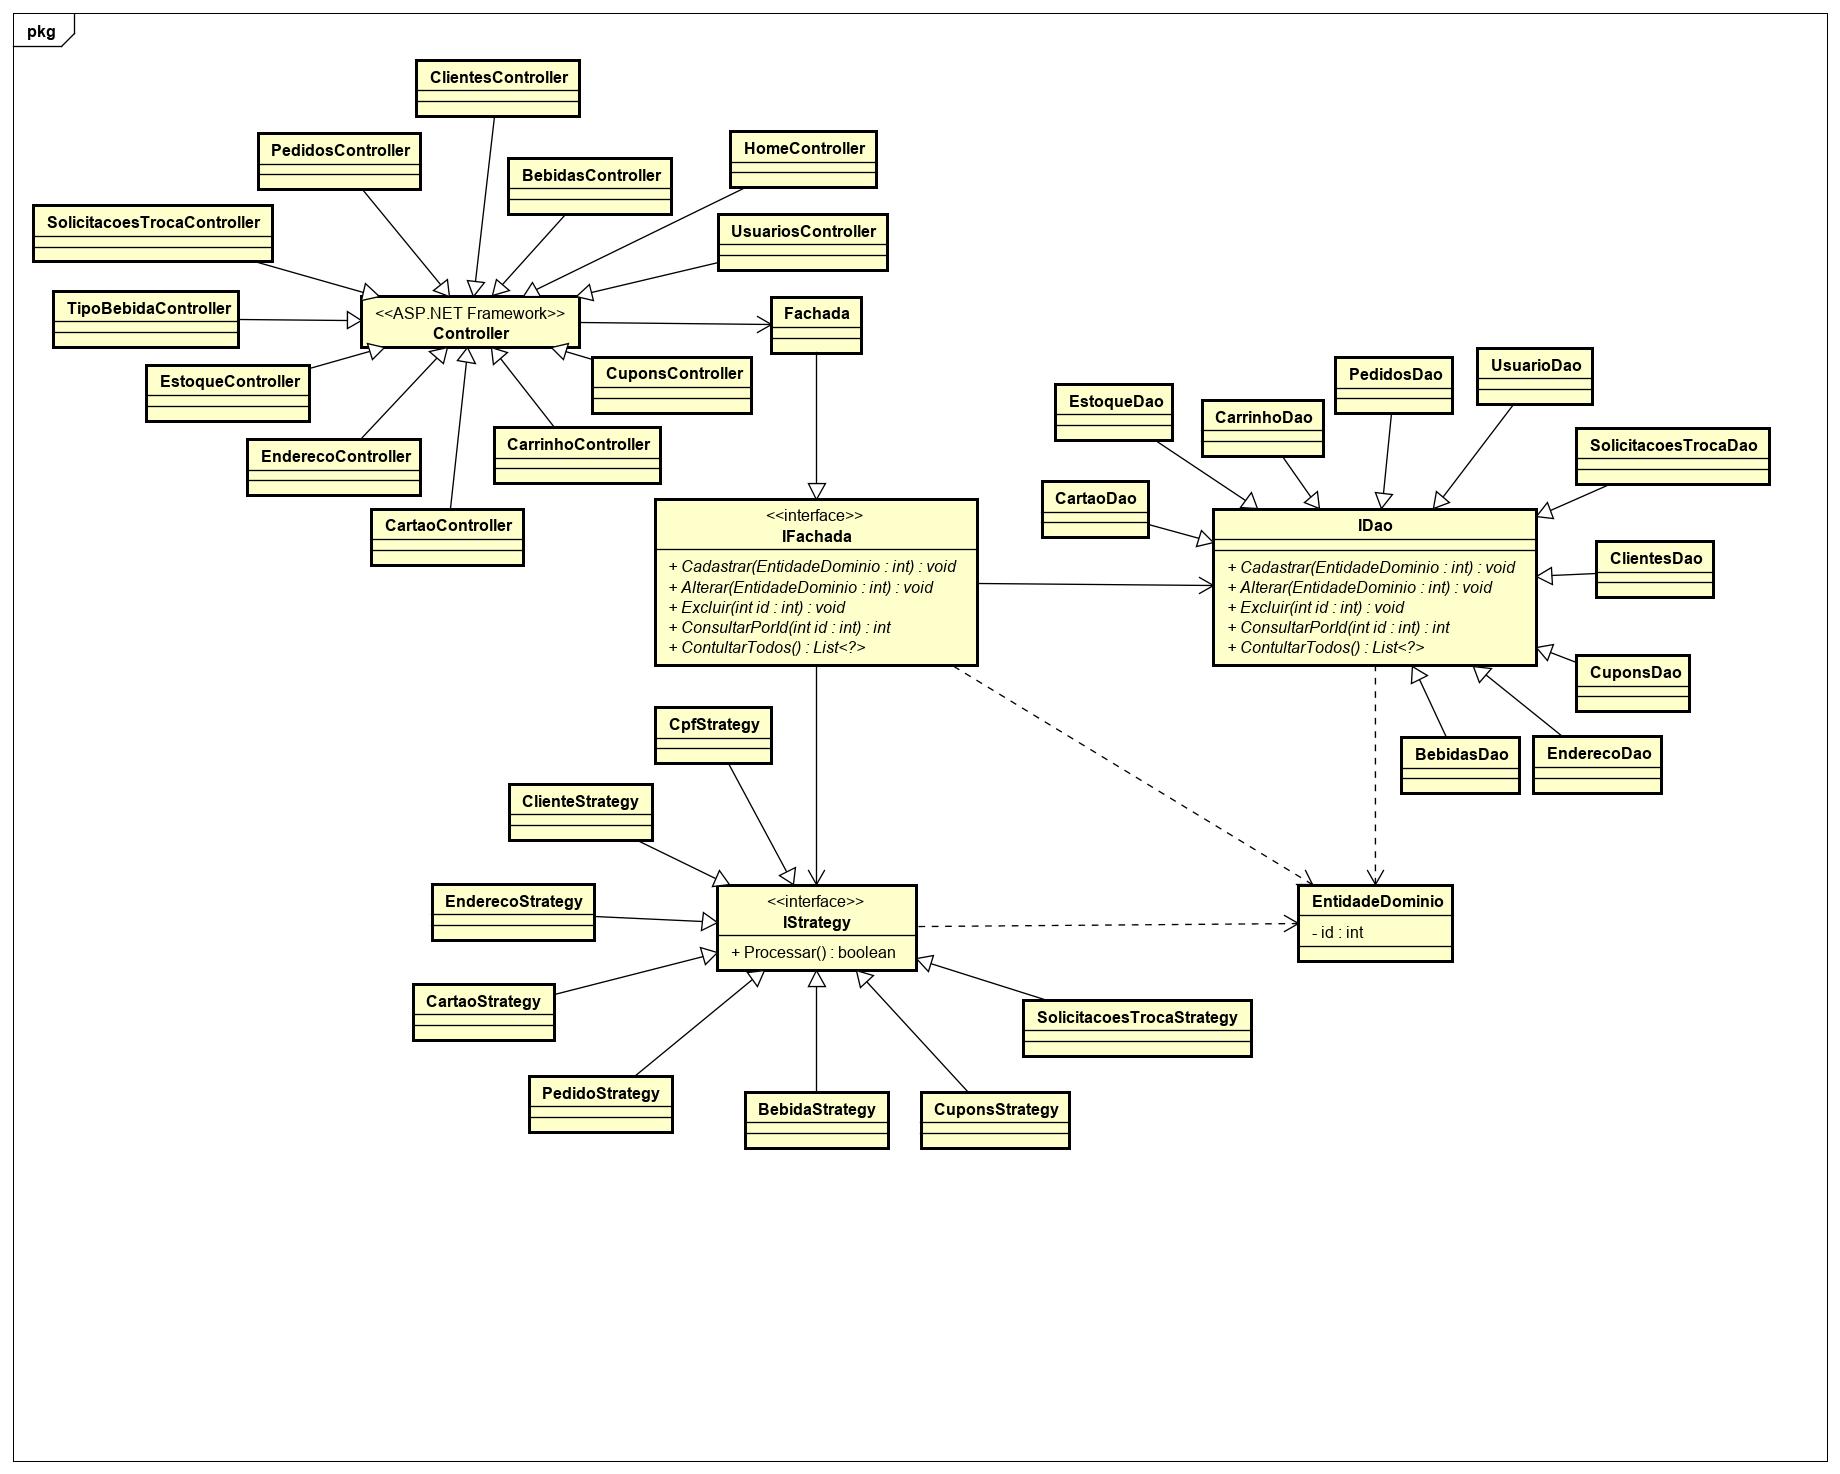 pkg
ClientesController
PedidosController
HomeController
BebidasController
SolicitacoesTrocaController
UsuariosController
TipoBebidaController
<<ASP.NET Framework>>
Controller
Fachada
EstoqueController
CuponsController
EnderecoController
CarrinhoController
CartaoController
UsuarioDao
PedidosDao
EstoqueDao
CarrinhoDao
SolicitacoesTrocaDao
CartaoDao
<<interface>>
IFachada
+ Cadastrar(EntidadeDominio : int) : void
+ Alterar(EntidadeDominio : int) : void
+ Excluir(int id : int) : void
+ ConsultarPorId(int id : int) : int
+ ContultarTodos() : List<?>
IDao
+ Cadastrar(EntidadeDominio : int) : void
+ Alterar(EntidadeDominio : int) : void
+ Excluir(int id : int) : void
+ ConsultarPorId(int id : int) : int
+ ContultarTodos() : List<?>
ClientesDao
CuponsDao
BebidasDao
EnderecoDao
CpfStrategy
ClienteStrategy
EnderecoStrategy
<<interface>>
IStrategy
+ Processar() : boolean
EntidadeDominio
- id : int
CartaoStrategy
SolicitacoesTrocaStrategy
PedidoStrategy
BebidaStrategy
CuponsStrategy